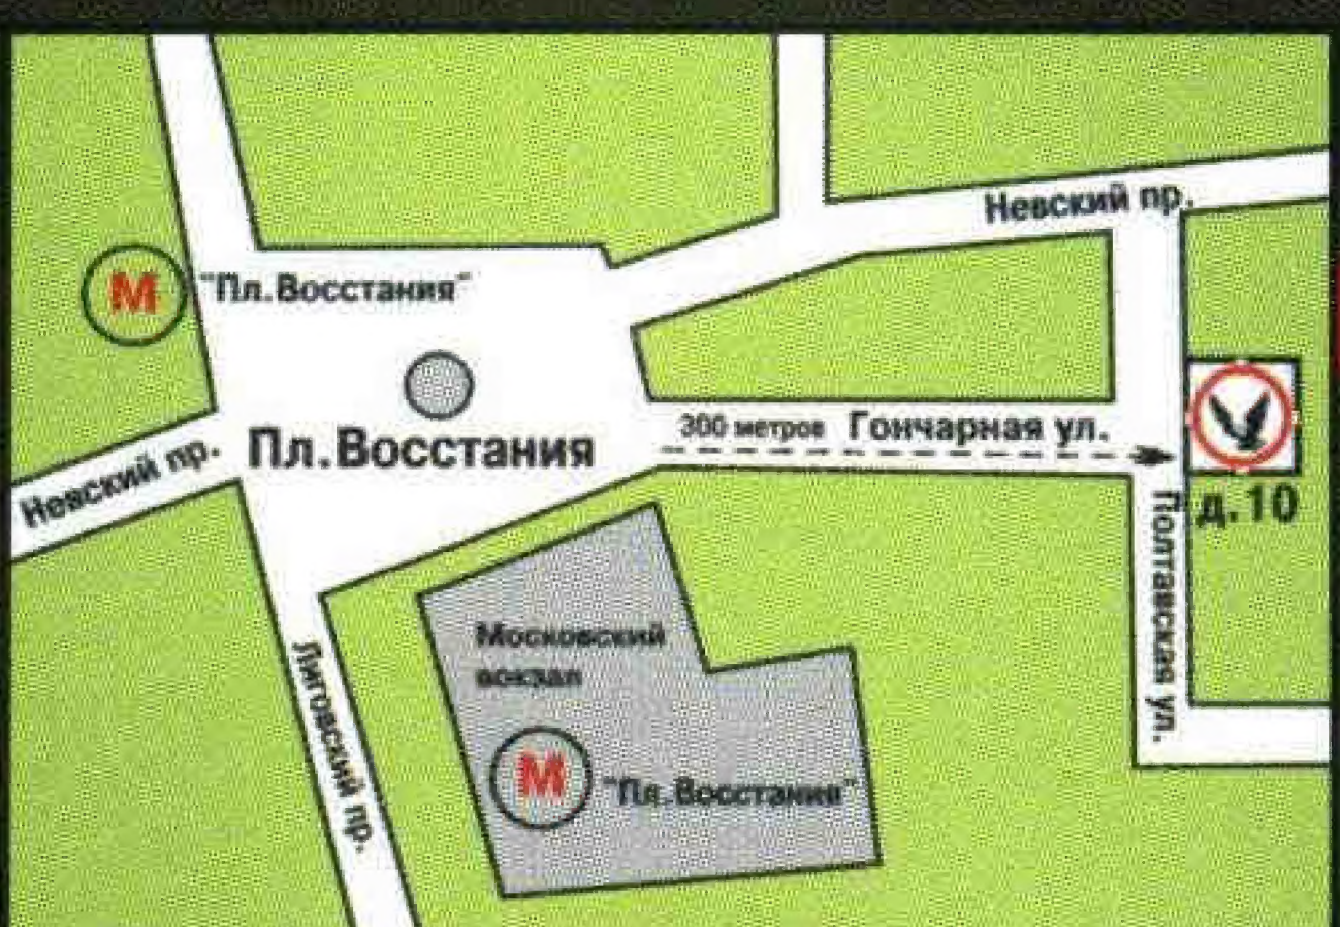 Невский пр.
М
"Пл.Восстания"
300 метров
Гончарная ул.
Пл.Восстания
Невский пр.
д.10
Полтавская ул.
Московский
вокзал
Лиговский пр.
М
"Пл.Восстания"